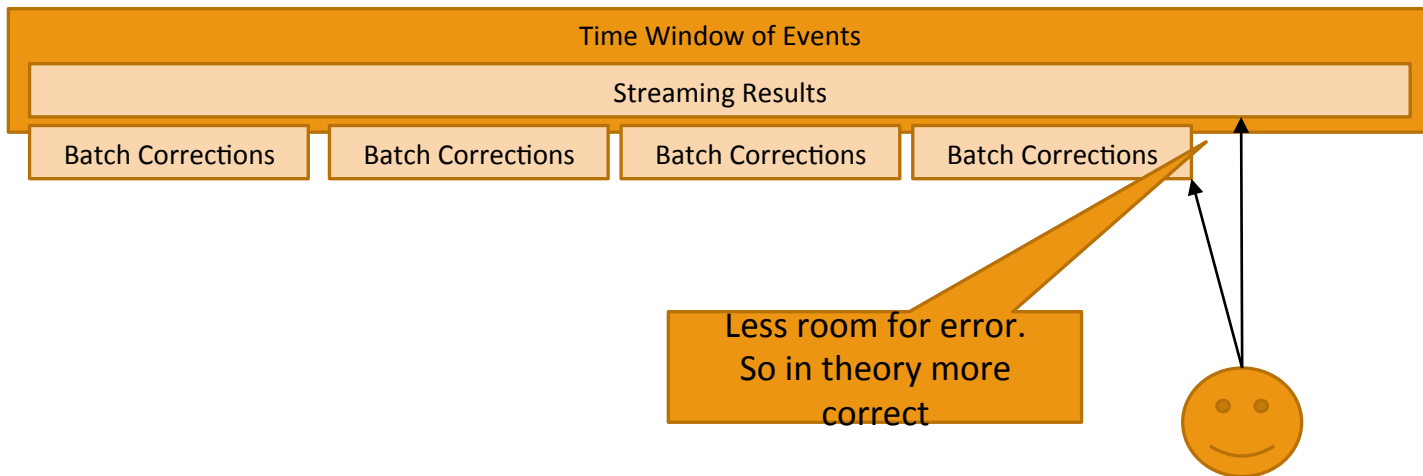 Time Window of Events
Streaming Results
Batch Corrections
Batch Corrections
Batch Corrections
Batch Corrections
Less room for error.
So in theory more
correct